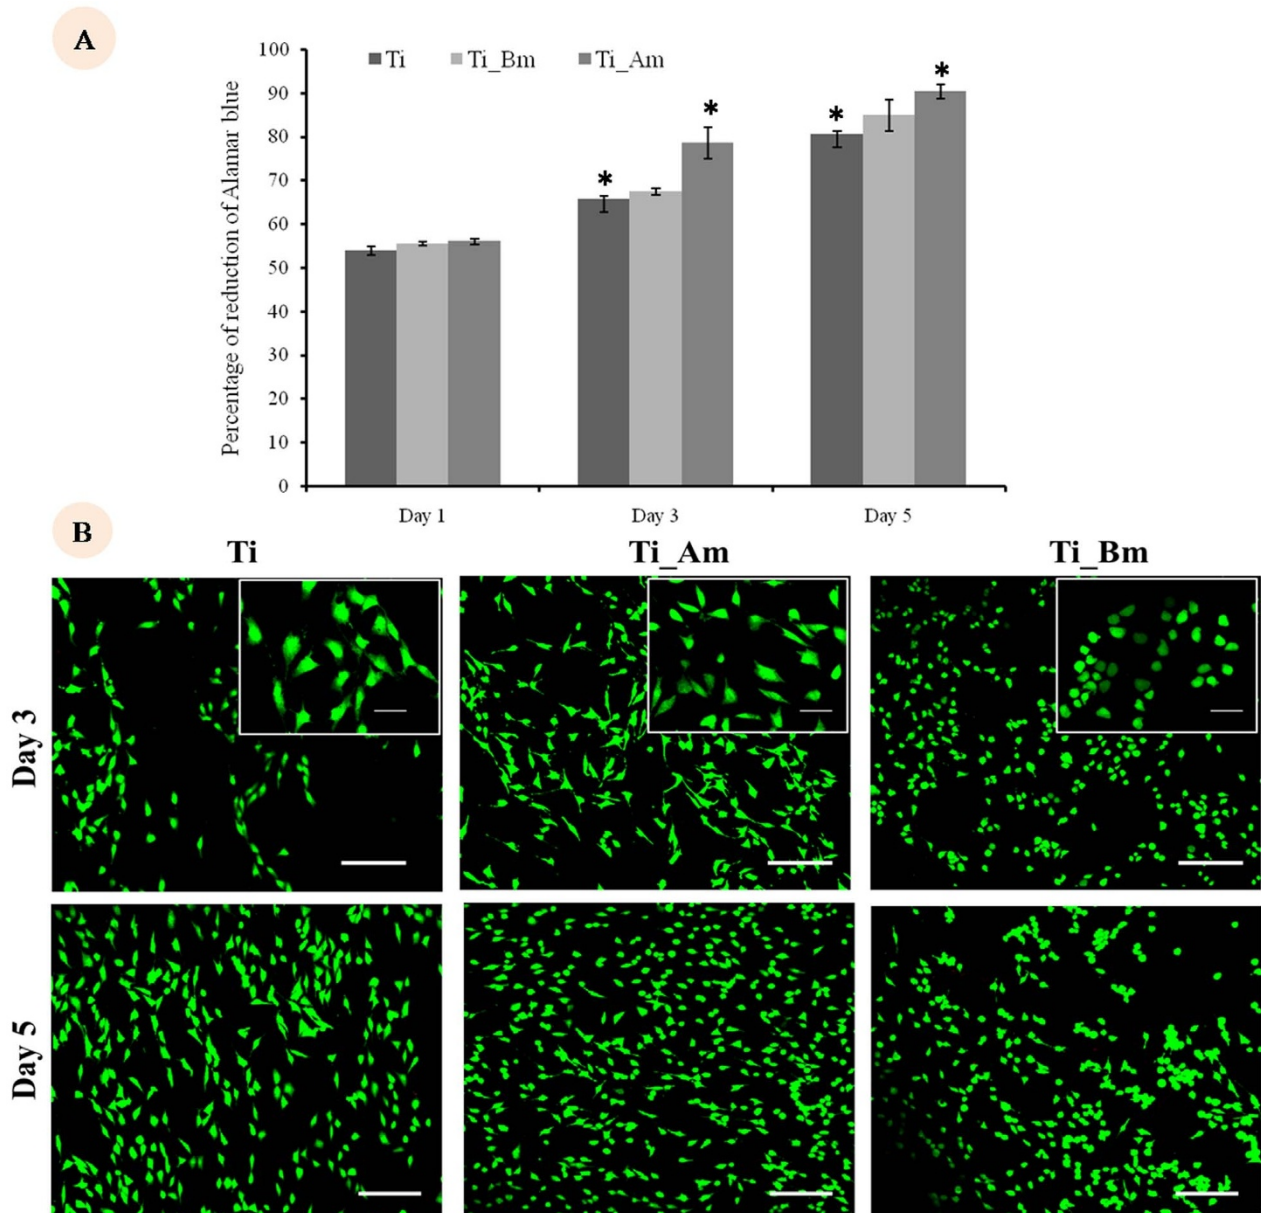 A
Percentage of reduction of Alamar blue
Ti Ti_Bm Ti_Am
100
90
80
70
60
50
40
30
20
10
0
* * * *
Day 1 Day 3 Day 5
B
Ti Ti_Am Ti_Bm
Day 3
Day 5